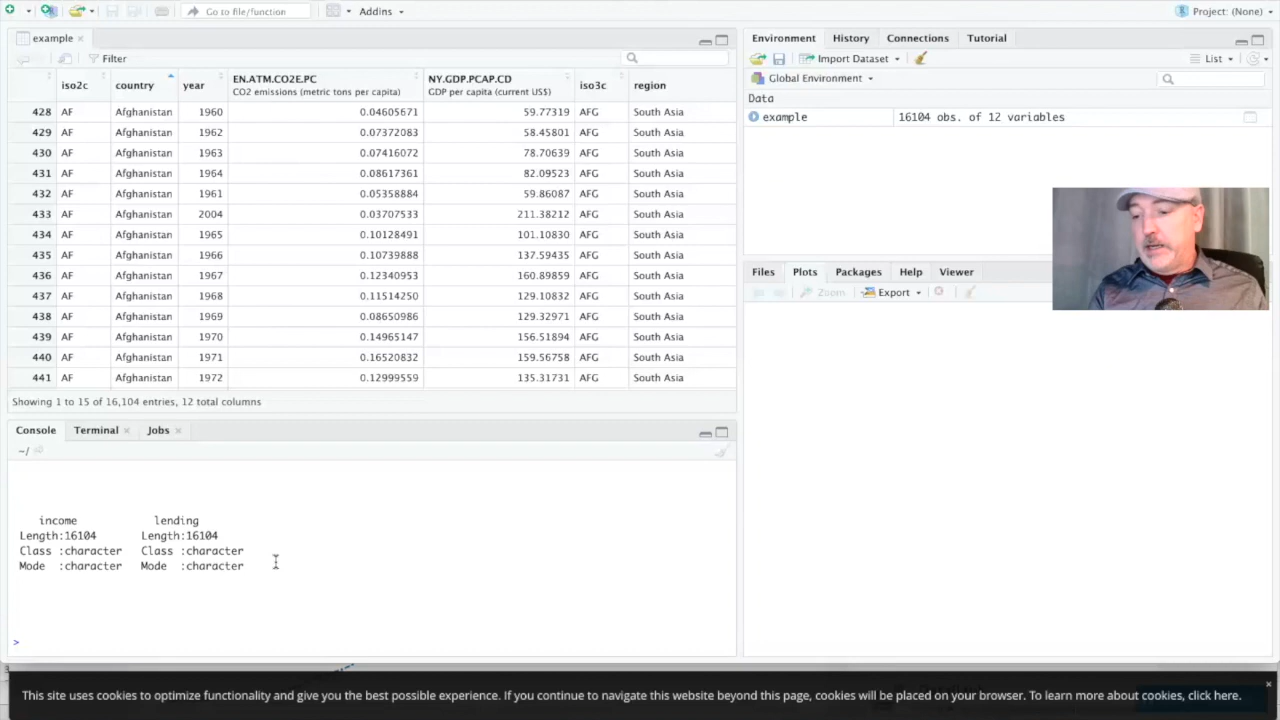 Go to file/function
Addins
Project: (None)
example
Filter
iso2c country year EN.ATM.CO2E.PC NY.GDP.PCAP.CD iso3c region
CO2 emissions (metric tons per capita) GDP per capita (current US$)
428 AF Afghanistan 1960 0.04605671 59.77319 AFG South Asia
429 AF Afghanistan 1962 0.07372083 58.45801 AFG South Asia
430 AF Afghanistan 1963 0.07416072 78.70639 AFG South Asia
431 AF Afghanistan 1964 0.08617361 82.09523 AFG South Asia
432 AF Afghanistan 1961 0.05358884 59.86087 AFG South Asia
433 AF Afghanistan 2004 0.03707533 211.38212 AFG South Asia
434 AF Afghanistan 1965 0.10128491 101.10830 AFG South Asia
435 AF Afghanistan 1966 0.10739888 137.59435 AFG South Asia
436 AF Afghanistan 1967 0.12340953 160.89859 AFG South Asia
437 AF Afghanistan 1968 0.11514250 129.10832 AFG South Asia
438 AF Afghanistan 1969 0.08650986 129.32971 AFG South Asia
439 AF Afghanistan 1970 0.14965147 156.51894 AFG South Asia
440 AF Afghanistan 1971 0.16520832 159.56758 AFG South Asia
441 AF Afghanistan 1972 0.12999559 135.31731 AFG South Asia
Showing 1 to 15 of 16,104 entries, 12 total columns
Console Terminal Jobs
~/
income lending
Length:16104 Length:16104
Class :character Class :character
Mode :character Mode :character
>
Environment History Connections Tutorial
Import Dataset List
Global Environment
Data
example 16104 obs. of 12 variables
Files Plots Packages Help Viewer
Zoom Export
This site uses cookies to optimize functionality and give you the best possible experience. If you continue to navigate this website beyond this page, cookies will be placed on your browser. To learn more about cookies, click here.